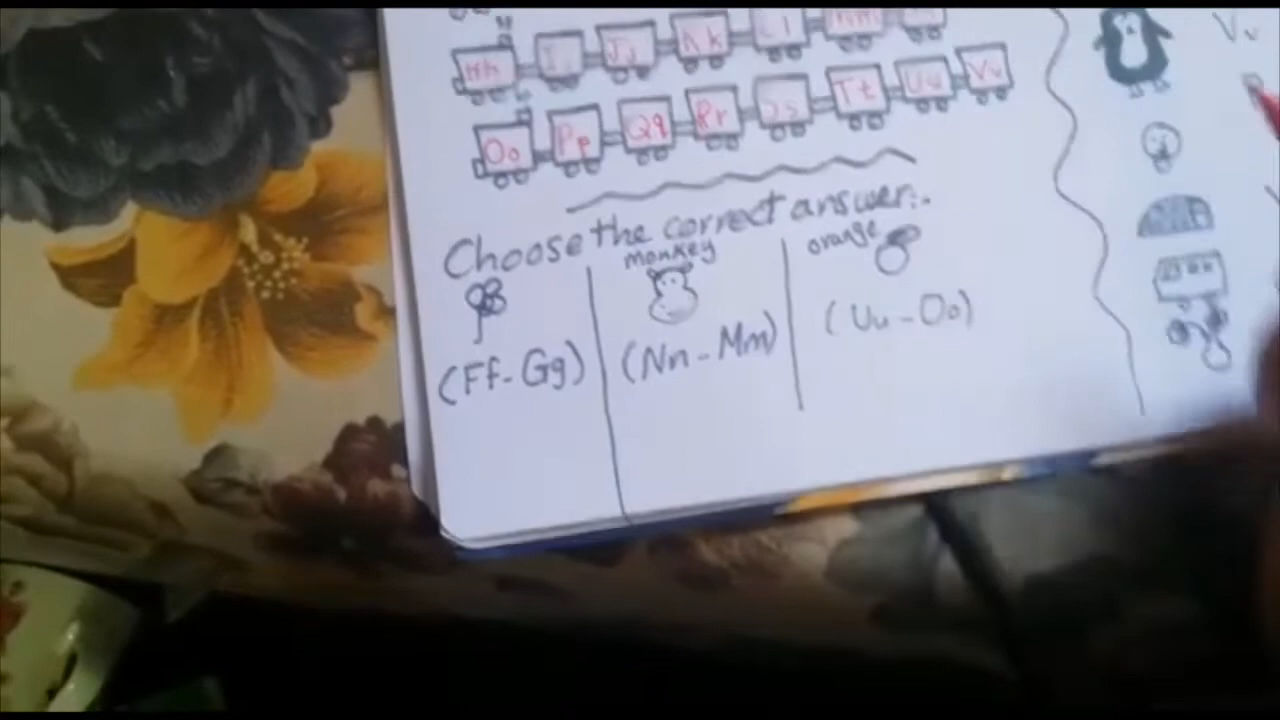 Hh Ii Jj Kk Ll Mm
Oo Pp Qq Rr Ss Tt Uu Vv
Choose the correct answer:.
monkey orange
(Ff-Gg) (Nn-Mm) (Uu-Oo)
Vv